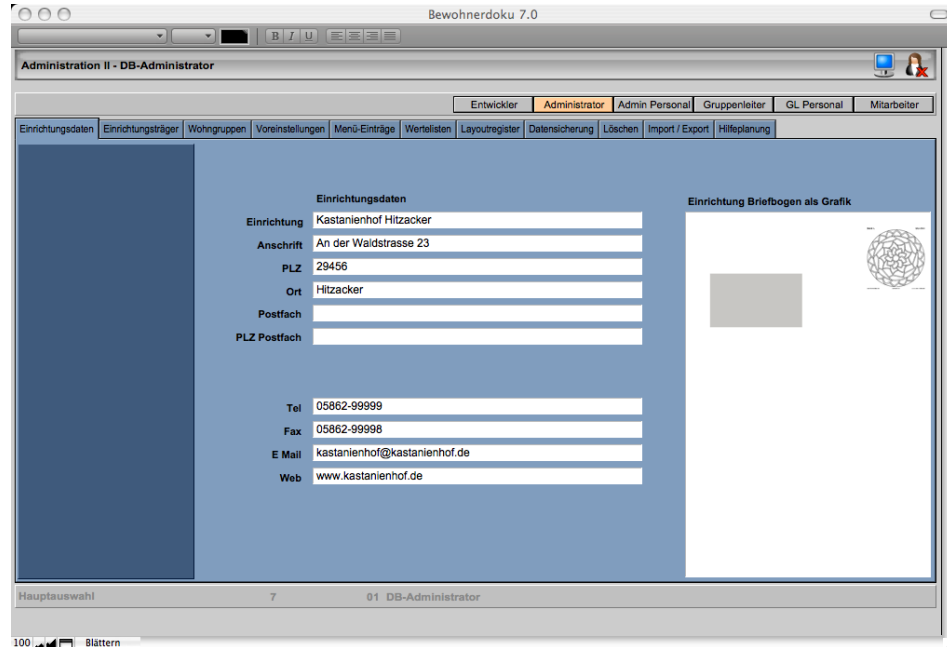 Bewohnerdoku 7.0
B I U
Administration II - DB-Administrator
Entwickler Administrator Admin Personal Gruppenleiter GL Personal Mitarbeiter
Einrichtungsdaten Einrichtungsträger Wohngruppen Voreinstellungen Menü-Einträge Wertelisten Layoutregister Datensicherung Löschen Import / Export Hilfeplanung
Einrichtungsdaten
Einrichtung Kastanienhof Hitzacker
Anschrift An der Waldstrasse 23
PLZ 29456
Ort Hitzacker
Postfach
PLZ Postfach
Tel 05862-99999
Fax 05862-99998
E Mail kastanienhof@kastanienhof.de
Web www.kastanienhof.de
Einrichtung Briefbogen als Grafik
Hauptauswahl 7 01 DB-Administrator
100 Blättern